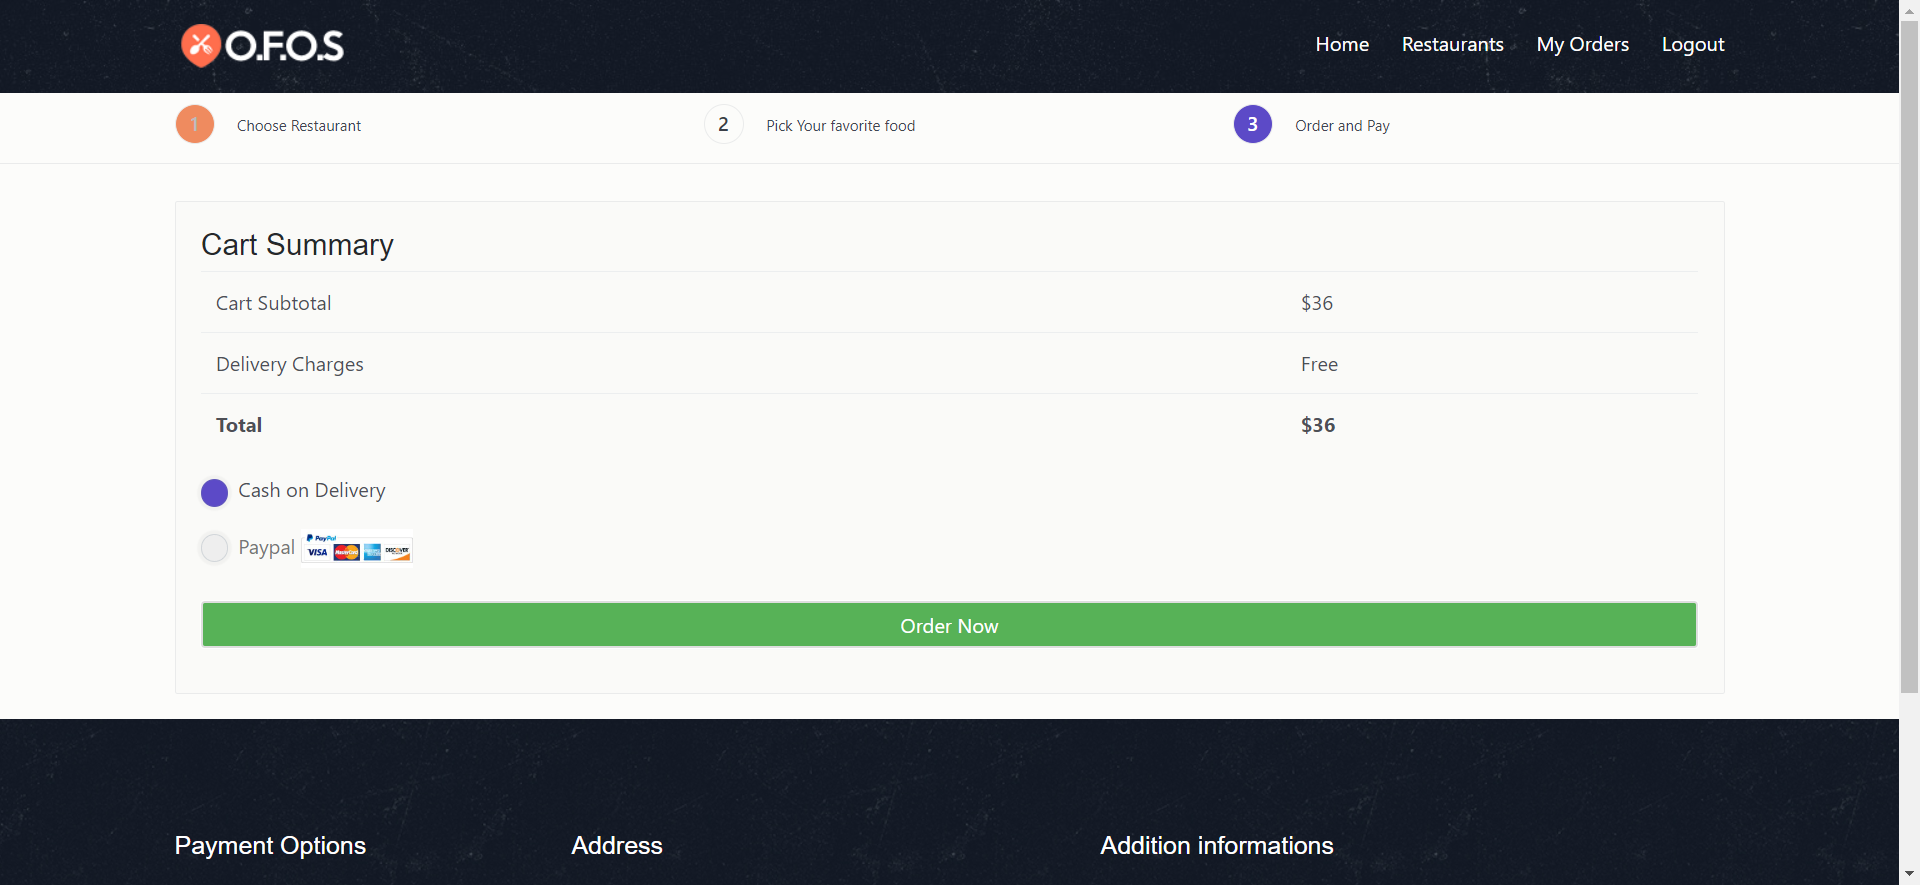 O.F.O.S
Home Restaurants My Orders Logout
1 Choose Restaurant 2 Pick Your favorite food 3 Order and Pay
Cart Summary
Cart Subtotal $36
Delivery Charges Free
Total $36
Cash on Delivery
Paypal
PayPal
VISA MasterCard DISCOVER
Order Now
Payment Options Address Addition informations